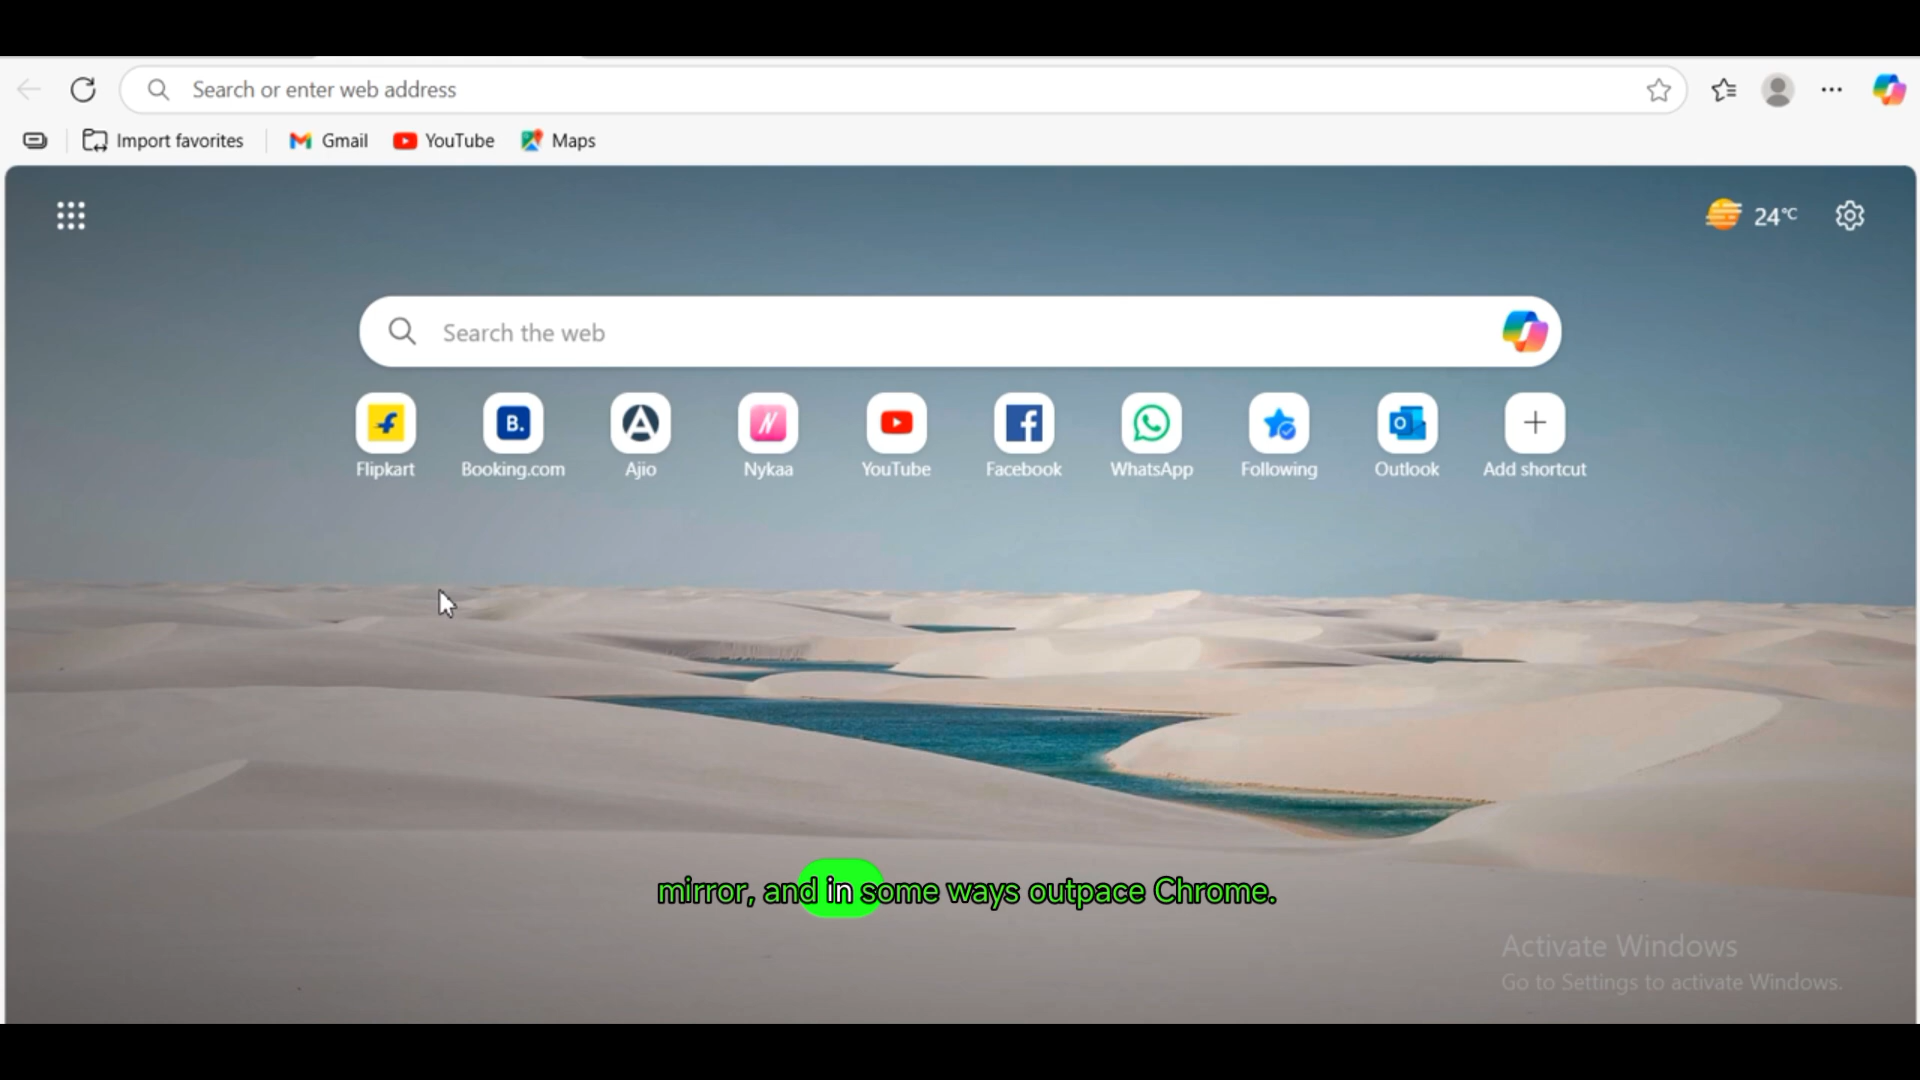 Search or enter web address
Import favorites
Gmail
YouTube
Maps
24°C
Search the web
Flipkart
B.
Booking.com
Ajio
Nykaa
YouTube
Facebook
WhatsApp
Following
Outlook
Add shortcut
mirror, and in some ways outpace Chrome.
Activate Windows
Go to Settings to activate Windows.